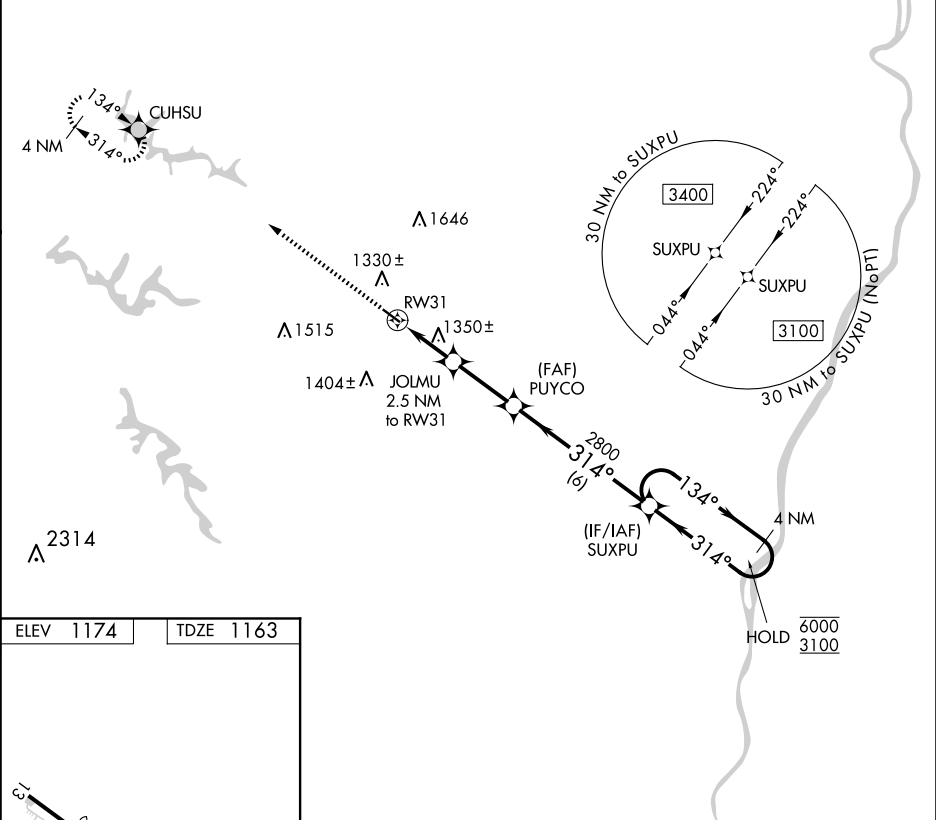 134°
CUHSU
4 NM
314°
30 NM to SUXPU
3400
224°
224°
SUXPU
SUXPU
044°
044°
3100
30 NM to SUXPU (NoPT)
1646
1330±
RW31
1515
1350±
1404±
JOLMU
2.5 NM
to RW31
(FAF)
PUYCO
2800
314°
(6)
134°
4 NM
(IF/IAF)
SUXPU
314°
2314
HOLD
6000
3100
ELEV 1174
TDZE 1163
13